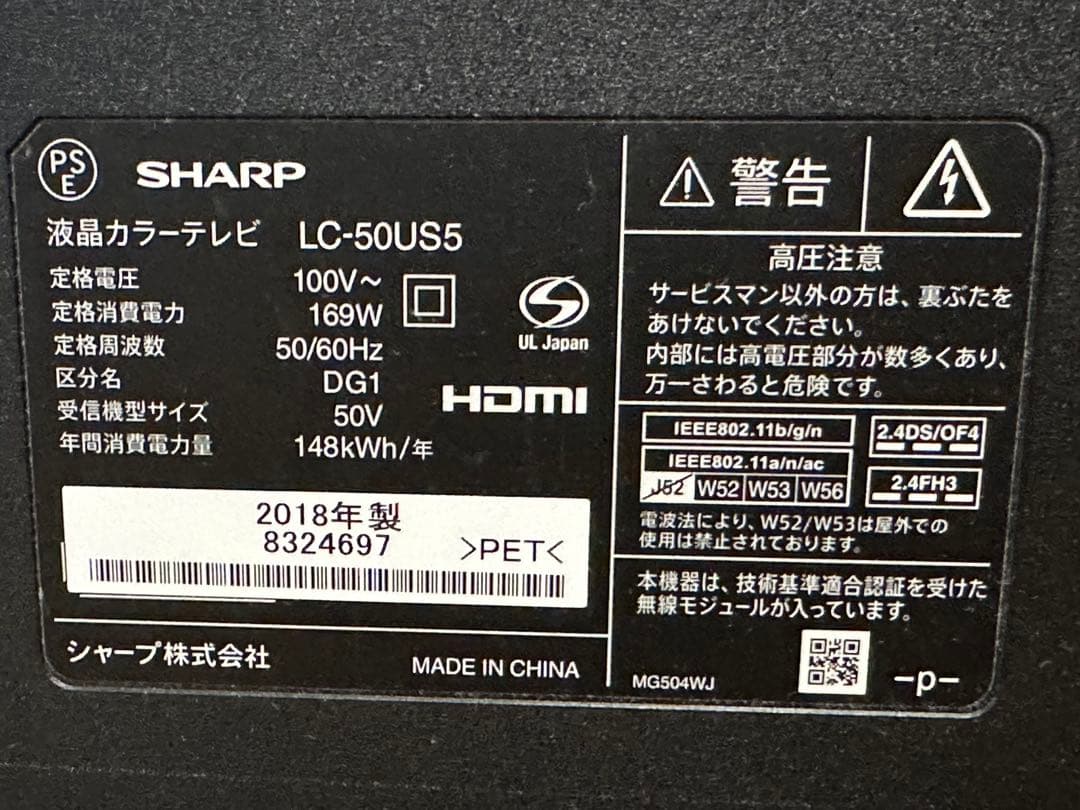 PSE SHARP
液晶カラーテレビ LC-50US5
定格電圧 100V～
定格消費電力 169W
定格周波数 50/60Hz
区分名 DG1
受信機型サイズ 50V
年間消費電力量 148kWh/年
UL Japan
HDMI
2018年製
8324697 >PET<
シャープ株式会社
MADE IN CHINA
警告
高圧注意
サービスマン以外の方は、裏ぶたを
あけないでください。
内部には高電圧部分が数多くあり、
万一さわると危険です。
IEEE802.11b/g/n
IEEE802.11a/n/ac
J52 W52 W53 W56
2.4DS/OF4
2.4FH3
電波法により、W52/W53は屋外での
使用は禁止されております。
本機器は、技術基準適合認証を受けた
無線モジュールが入っています。
MG504WJ
-p-